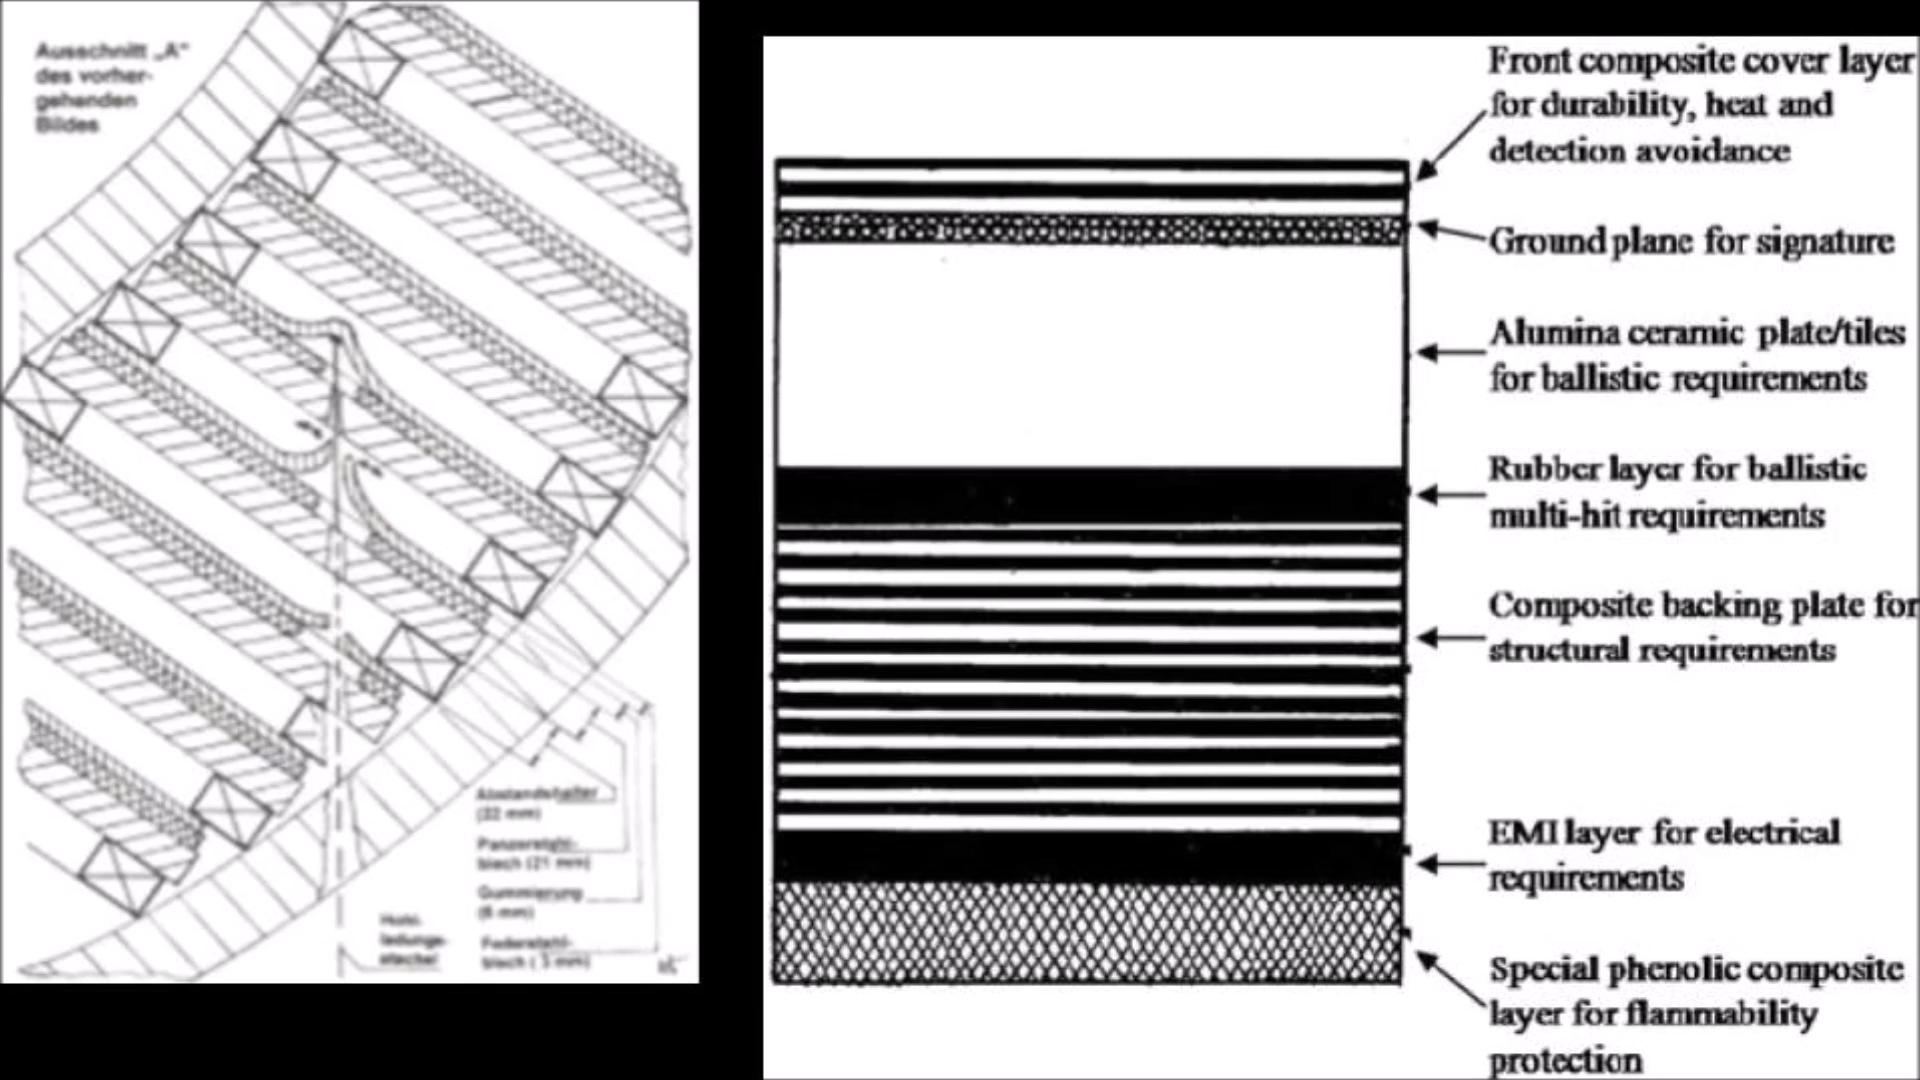 Ausschnitt „A“
des vorher-
gehenden
Bildes
Abstandshalter
(22 mm)
Panzerstahl-
blech (21 mm)
Gummierung
(6 mm)
Federstahl-
blech ( 3 mm)
Hohl-
ladungs-
stachel
Front composite cover layer
for durability, heat and
detection avoidance
Ground plane for signature
Alumina ceramic plate/tiles
for ballistic requirements
Rubber layer for ballistic
multi-hit requirements
Composite backing plate for
structural requirements
EMI layer for electrical
requirements
Special phenolic composite
layer for flammability
protection